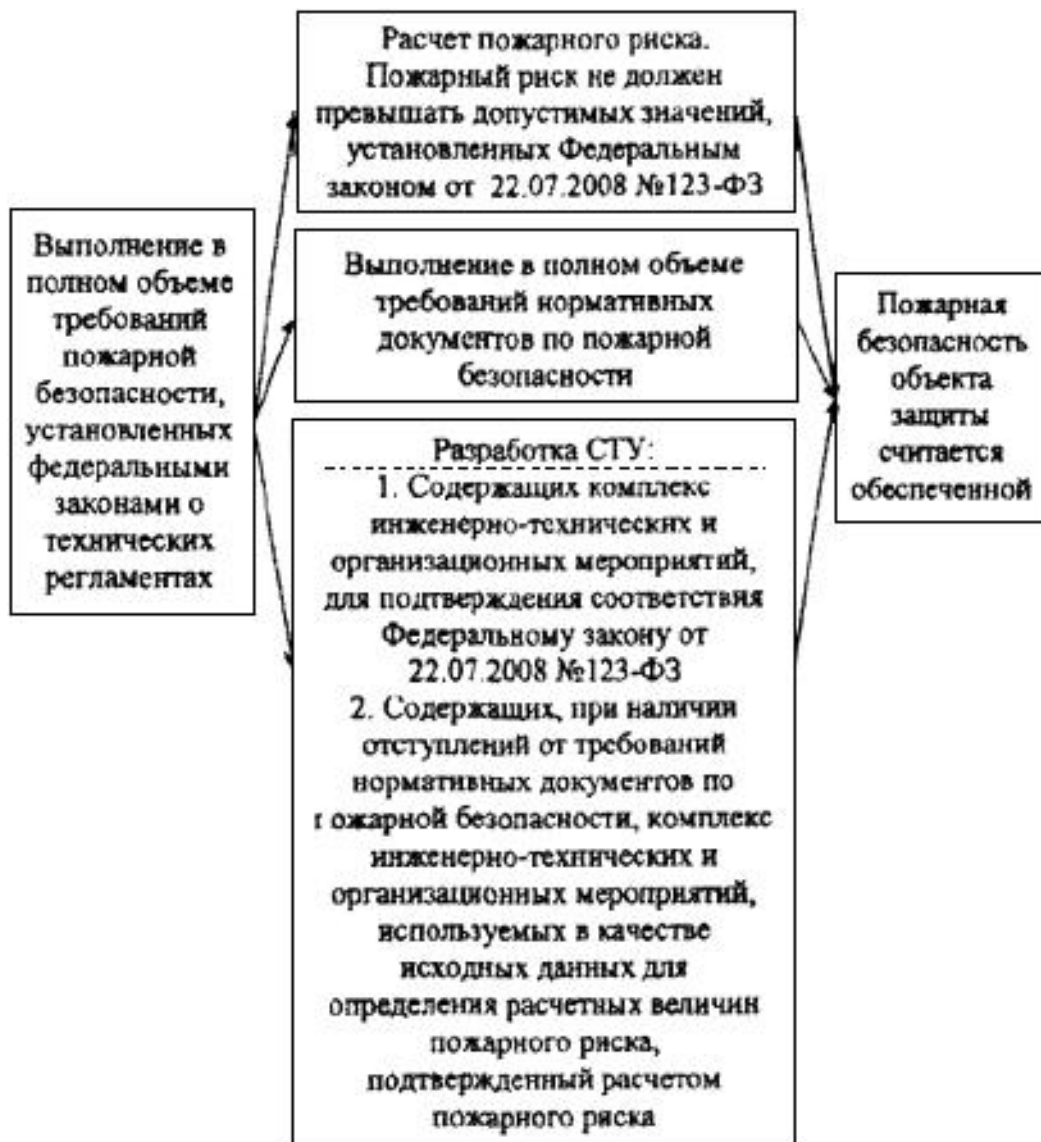 Выполнение в
полном объеме
требований
пожарной
безопасности,
установленных
федеральными
законами о
технических
регламентах
Расчет пожарного риска.
Пожарный риск не должен
превышать допустимых значений,
установленных Федеральным
законом от 22.07.2008 №123-ФЗ
Выполнение в полном объеме
требований нормативных
документов по пожарной
безопасности
Разработка СТУ:
1. Содержащих комплекс
инженерно-технических и
организационных мероприятий,
для подтверждения соответствия
Федеральному закону от
22.07.2008 №123-ФЗ
2. Содержащих, при наличии
отступлений от требований
нормативных документов по
пожарной безопасности, комплекс
инженерно-технических и
организационных мероприятий,
используемых в качестве
исходных данных для
определения расчетных величин
пожарного риска,
подтвержденный расчетом
пожарного риска
Пожарная
безопасность
объекта
защиты
считается
обеспеченной